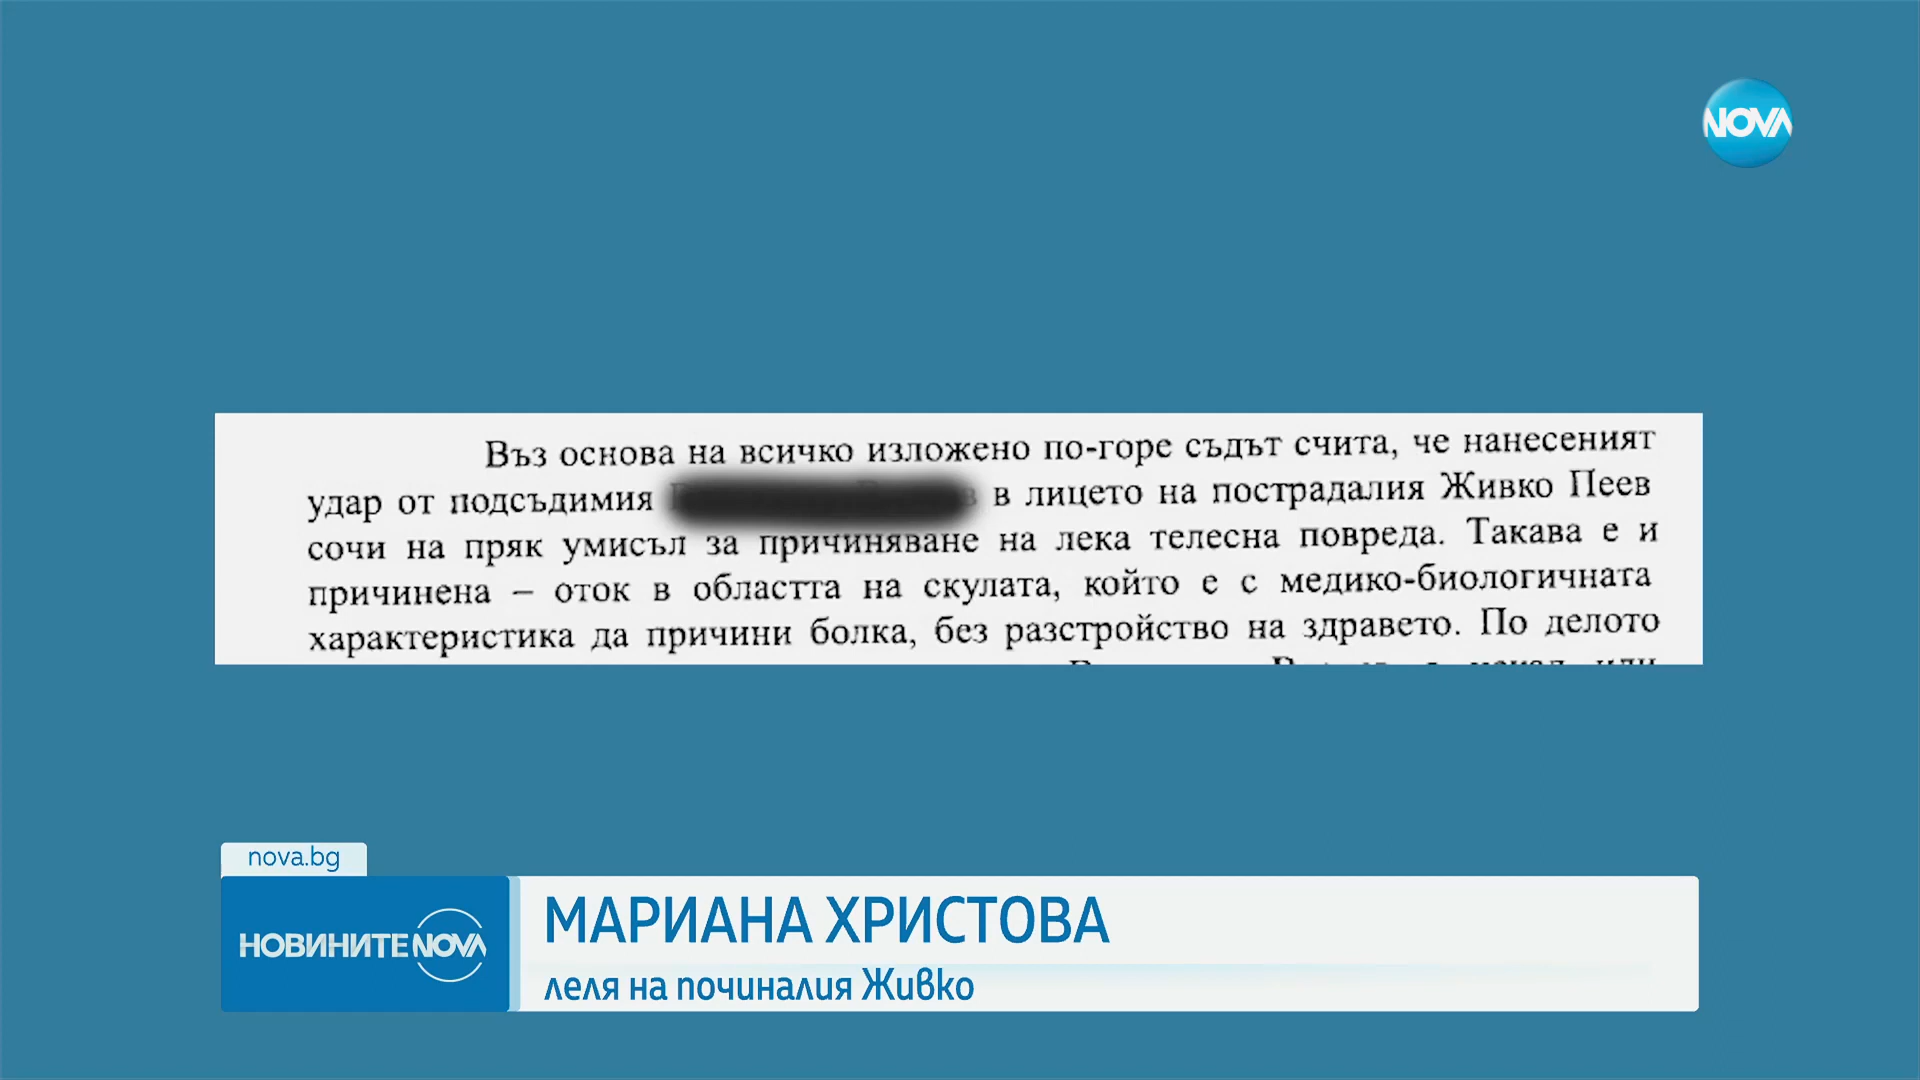 NOVA
Въз основа на всичко изложено по-горе съдът счита, че нанесеният
удар от подсъдимия в лицето на пострадалия Живко Пеев
сочи на пряк умисъл за причиняване на лека телесна повреда. Такава е и
причинена – оток в областта на скулата, който е с медико-биологичната
характеристика да причини болка, без разстройство на здравето. По делото
nova.bg
НОВИНИТЕ NOVA
МАРИАНА ХРИСТОВА
леля на починалия Живко